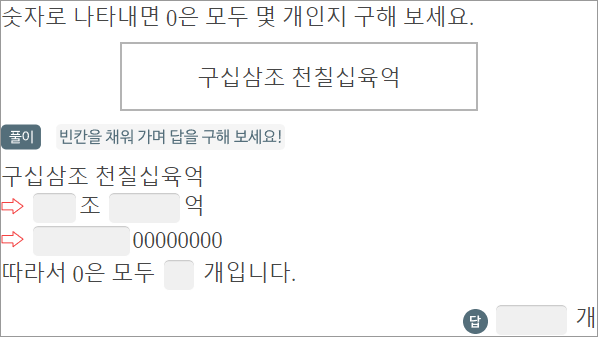 숫자로 나타내면 0은 모두 몇 개인지 구해 보세요.
구십삼조 천칠십육억
풀이 빈칸을 채워 가며 답을 구해 보세요!
구십삼조 천칠십육억
⇨ 조 억
⇨ 00000000
따라서 0은 모두 개입니다.
답 개